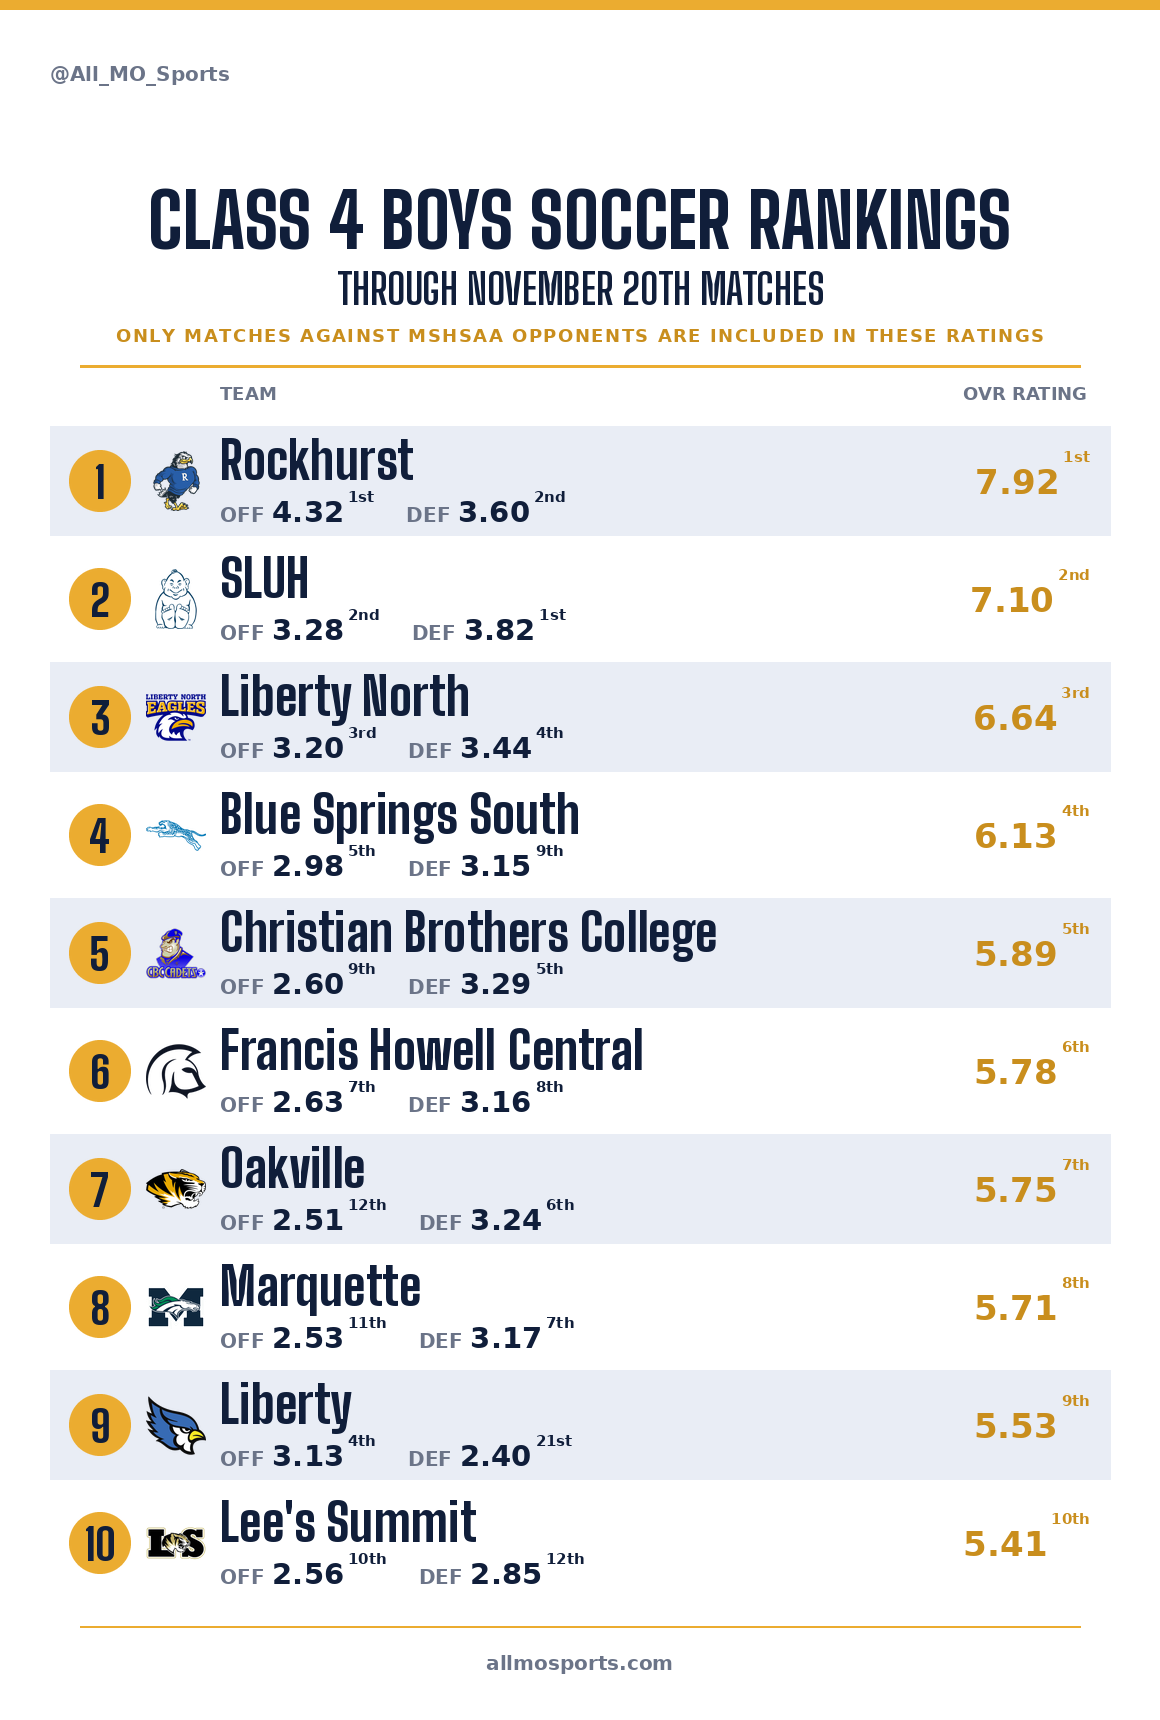 @All_MO_Sports
CLASS 4 BOYS SOCCER RANKINGS
THROUGH NOVEMBER 20TH MATCHES
ONLY MATCHES AGAINST MSHSAA OPPONENTS ARE INCLUDED IN THESE RATINGS
TEAM OVR RATING
1 R Rockhurst 7.92 1st
OFF 4.32 1st DEF 3.60 2nd
2 SLUH 7.10 2nd
OFF 3.28 2nd DEF 3.82 1st
3 LIBERTY NORTH EAGLES Liberty North 6.64 3rd
OFF 3.20 3rd DEF 3.44 4th
4 Blue Springs South 6.13 4th
OFF 2.98 5th DEF 3.15 9th
5 CBC CADETS Christian Brothers College 5.89 5th
OFF 2.60 9th DEF 3.29 5th
6 Francis Howell Central 5.78 6th
OFF 2.63 7th DEF 3.16 8th
7 Oakville 5.75 7th
OFF 2.51 12th DEF 3.24 6th
8 M Marquette 5.71 8th
OFF 2.53 11th DEF 3.17 7th
9 Liberty 5.53 9th
OFF 3.13 4th DEF 2.40 21st
10 LS Lee's Summit 5.41 10th
OFF 2.56 10th DEF 2.85 12th
allmosports.com